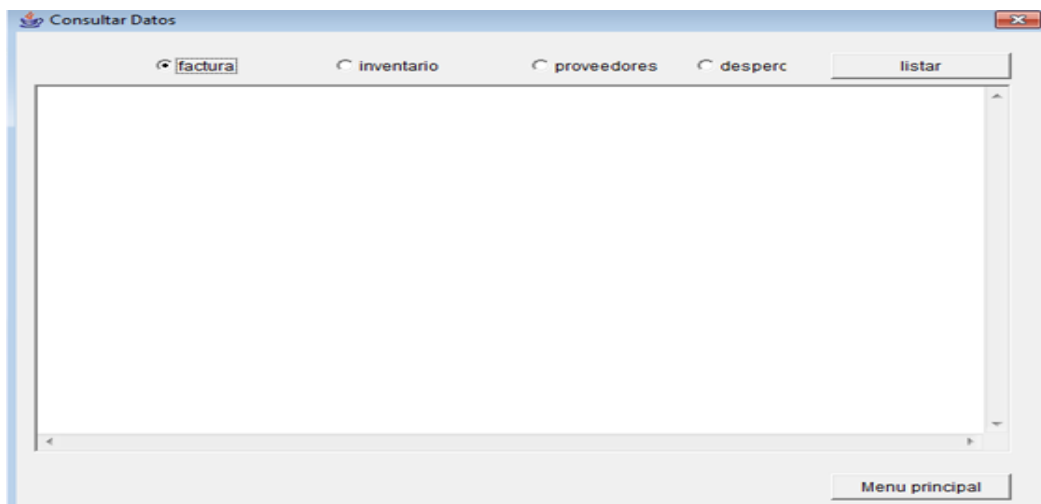 Consultar Datos
factura inventario proveedores desperc listar
Menu principal